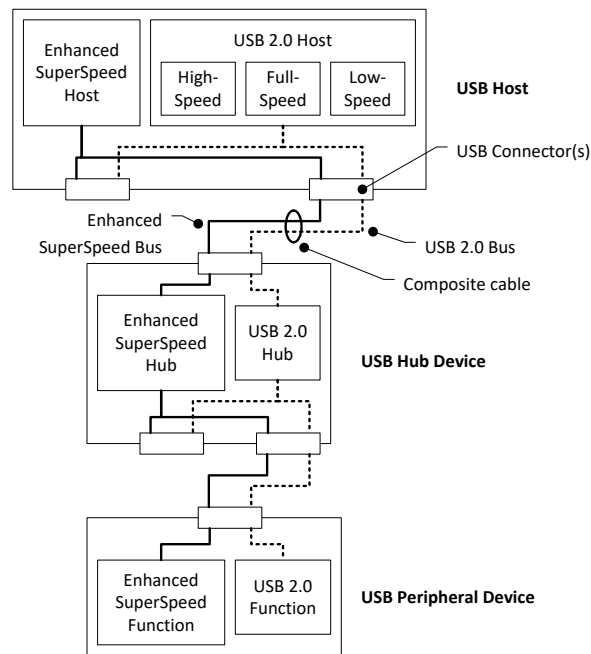 Enhanced
SuperSpeed
Host
USB 2.0 Host
High-
Speed
Full-
Speed
Low-
Speed
USB Host
USB Connector(s)
Enhanced
SuperSpeed Bus
USB 2.0 Bus
Composite cable
Enhanced
SuperSpeed
Hub
USB 2.0
Hub
USB Hub Device
Enhanced
SuperSpeed
Function
USB 2.0
Function
USB Peripheral Device